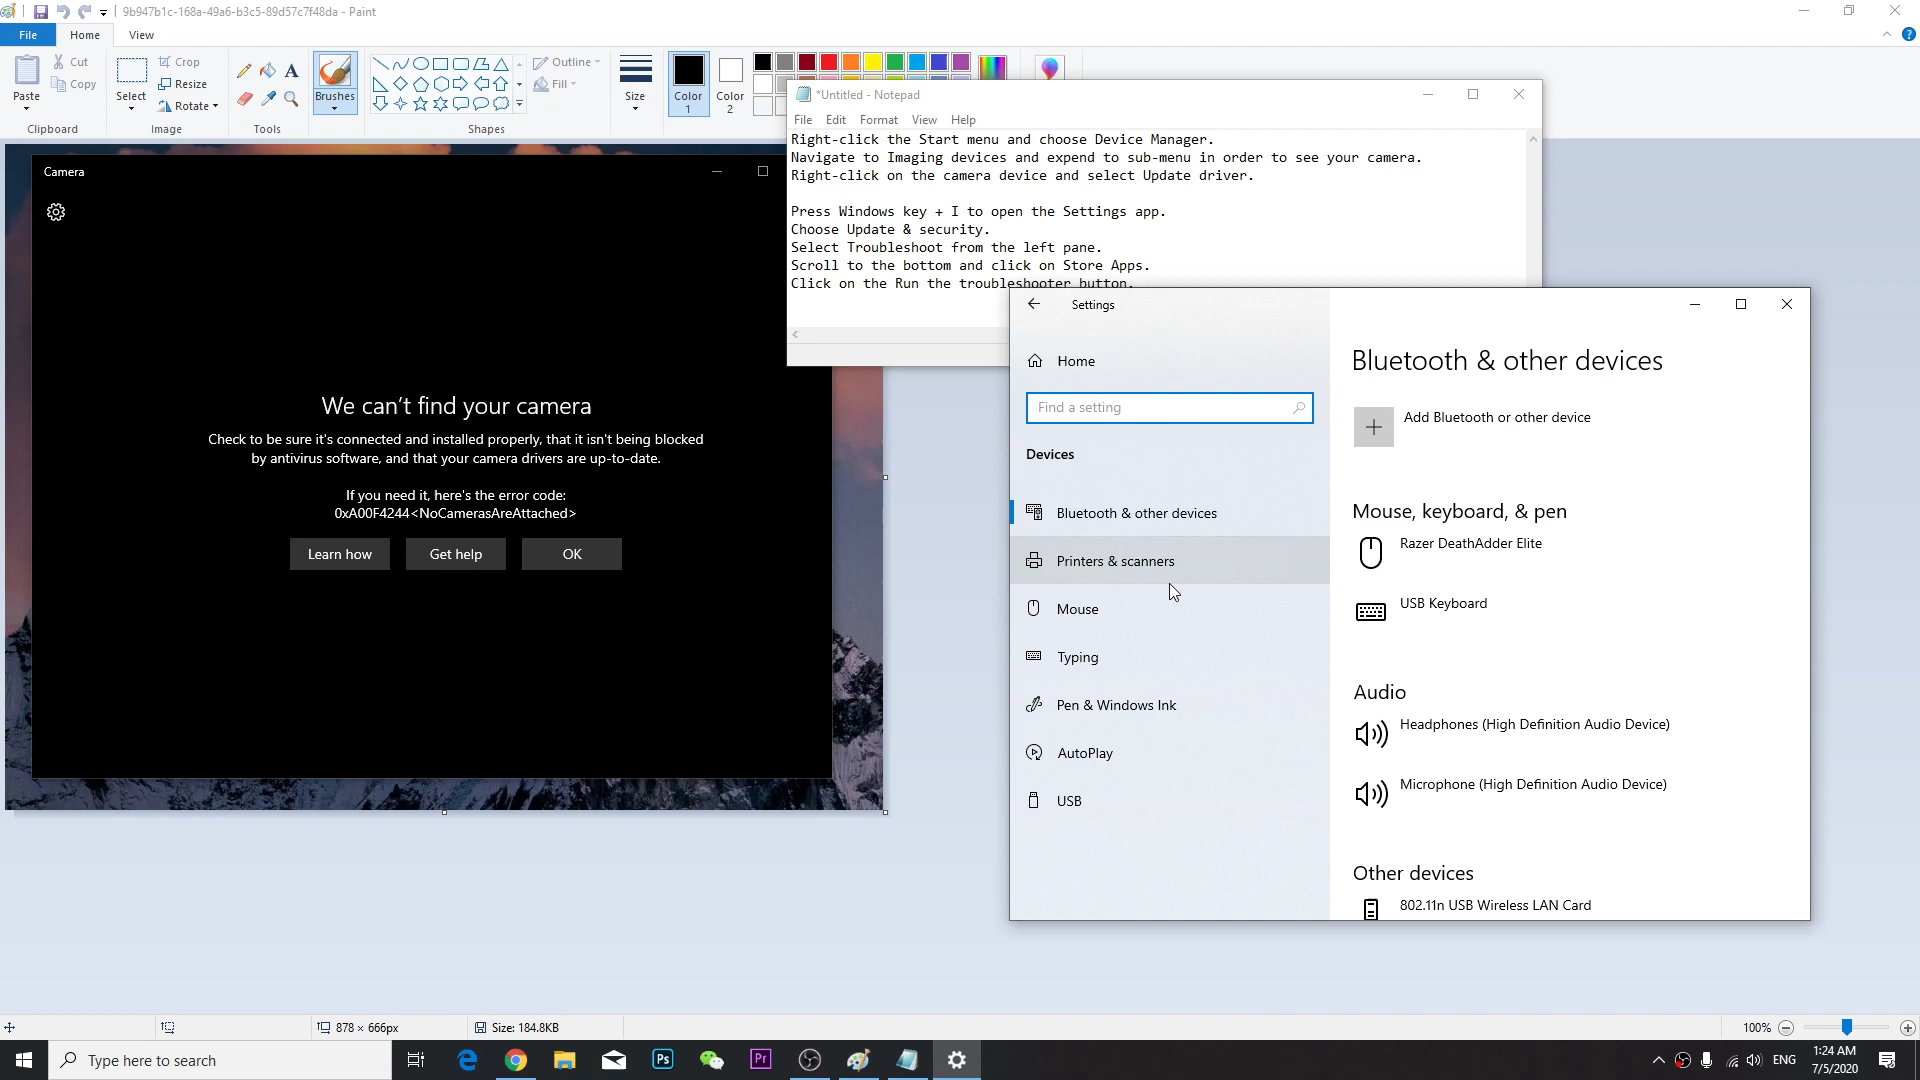 9b947b1c-168a-49a6-b3c5-89d57c7f48da - Paint
File
Home
View
Paste
Cut
Copy
Clipboard
Select
Crop
Resize
Rotate
Image
Tools
Brushes
Shapes
Outline
Fill
Size
Color
1
Color
2
*Untitled - Notepad
File Edit Format View Help
Right-click the Start menu and choose Device Manager.
Navigate to Imaging devices and expend to sub-menu in order to see your camera.
Right-click on the camera device and select Update driver.
Press Windows key + I to open the Settings app.
Choose Update & security.
Select Troubleshoot from the left pane.
Scroll to the bottom and click on Store Apps.
Click on the Run the troubleshooter button.
Camera
We can't find your camera
Check to be sure it's connected and installed properly, that it isn't being blocked
by antivirus software, and that your camera drivers are up-to-date.
If you need it, here's the error code:
0xA00F4244<NoCamerasAreAttached>
Learn how
Get help
OK
Settings
Home
Find a setting
Devices
Bluetooth & other devices
Printers & scanners
Mouse
Typing
Pen & Windows Ink
AutoPlay
USB
Bluetooth & other devices
Add Bluetooth or other device
Mouse, keyboard, & pen
Razer DeathAdder Elite
USB Keyboard
Audio
Headphones (High Definition Audio Device)
Microphone (High Definition Audio Device)
Other devices
802.11n USB Wireless LAN Card
878 × 666px
Size: 184.8KB
100%
Type here to search
Ps
Pr
ENG
1:24 AM
7/5/2020